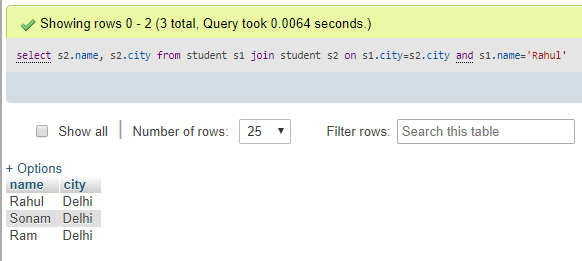 Showing rows 0 - 2 (3 total, Query took 0.0064 seconds.)
select s2.name, s2.city from student s1 join student s2 on s1.city=s2.city and s1.name='Rahul'
Show all | Number of rows: 25 Filter rows: Search this table
+ Options
name city
Rahul Delhi
Sonam Delhi
Ram Delhi